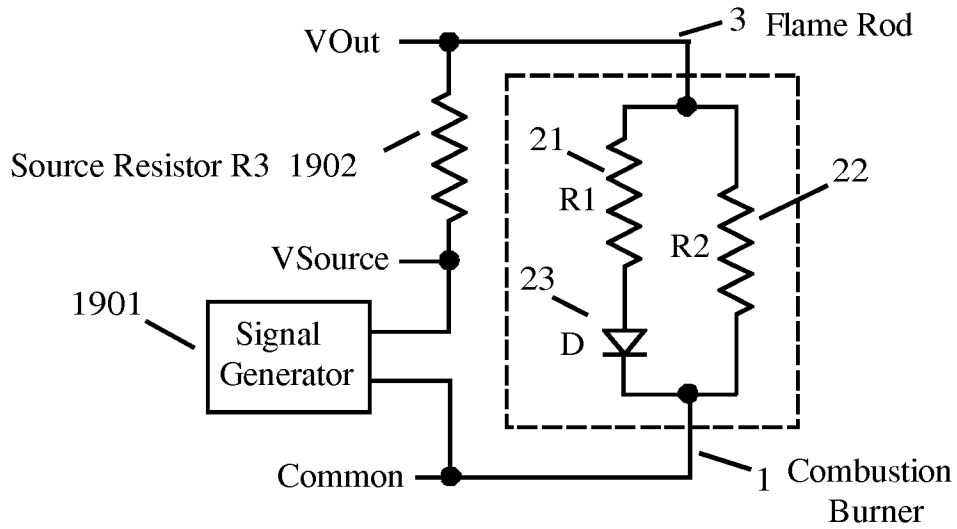 3 Flame Rod
VOut
21
Source Resistor R3 1902
22
R1
R2
VSource
23
1901
Signal
Generator
D
Common
1 Combustion
Burner